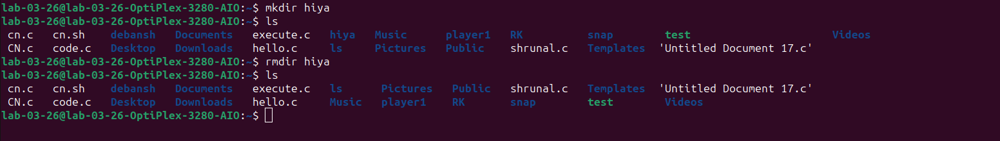 lab-03-26@lab-03-26-OptiPlex-3280-AIO:~$ mkdir hiya
lab-03-26@lab-03-26-OptiPlex-3280-AIO:~$ ls
 cn.c   cn.sh    debansh   Documents   execute.c   hiya   Music      player1   RK         snap        test                      Videos
 CN.c   code.c   Desktop   Downloads   hello.c     ls     Pictures   Public    shrunal.c   Templates  'Untitled Document 17.c'
lab-03-26@lab-03-26-OptiPlex-3280-AIO:~$ rmdir hiya
lab-03-26@lab-03-26-OptiPlex-3280-AIO:~$ ls
 cn.c   cn.sh    debansh   Documents   execute.c   ls      Pictures   Public   shrunal.c   Templates  'Untitled Document 17.c'
 CN.c   code.c   Desktop   Downloads   hello.c     Music   player1    RK       snap        test        Videos
lab-03-26@lab-03-26-OptiPlex-3280-AIO:~$